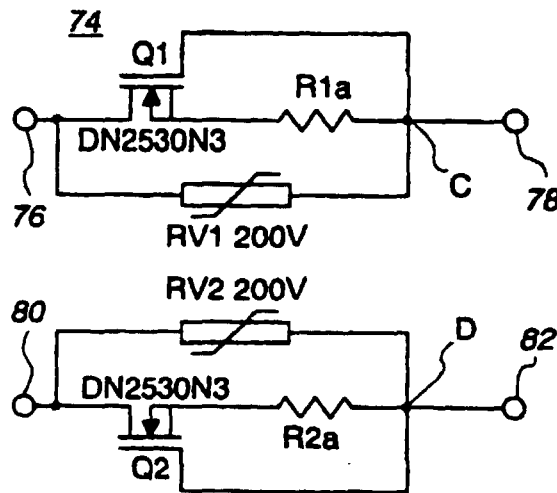 74
Q1
R1a
DN2530N3
76
C
78
RV1 200V
RV2 200V
80
D
82
DN2530N3
R2a
Q2